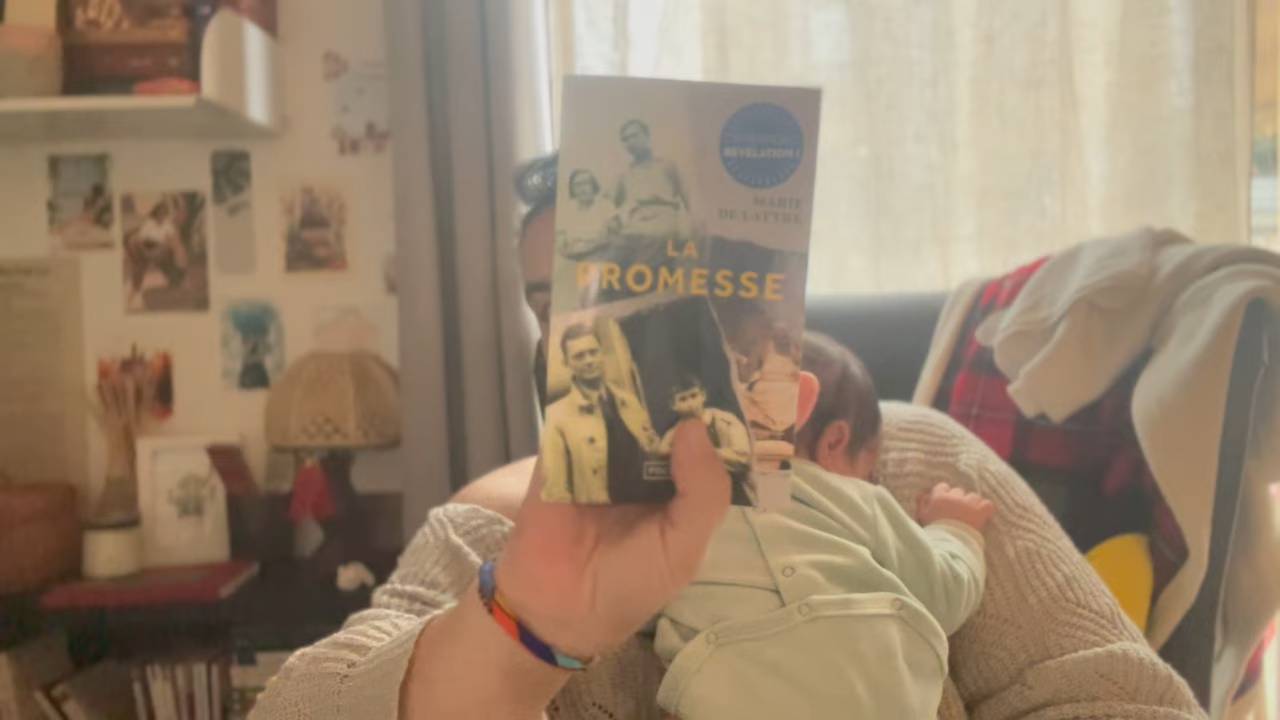 RÉVÉLATION !
MARIE
DE LATTRE
LA
PROMESSE